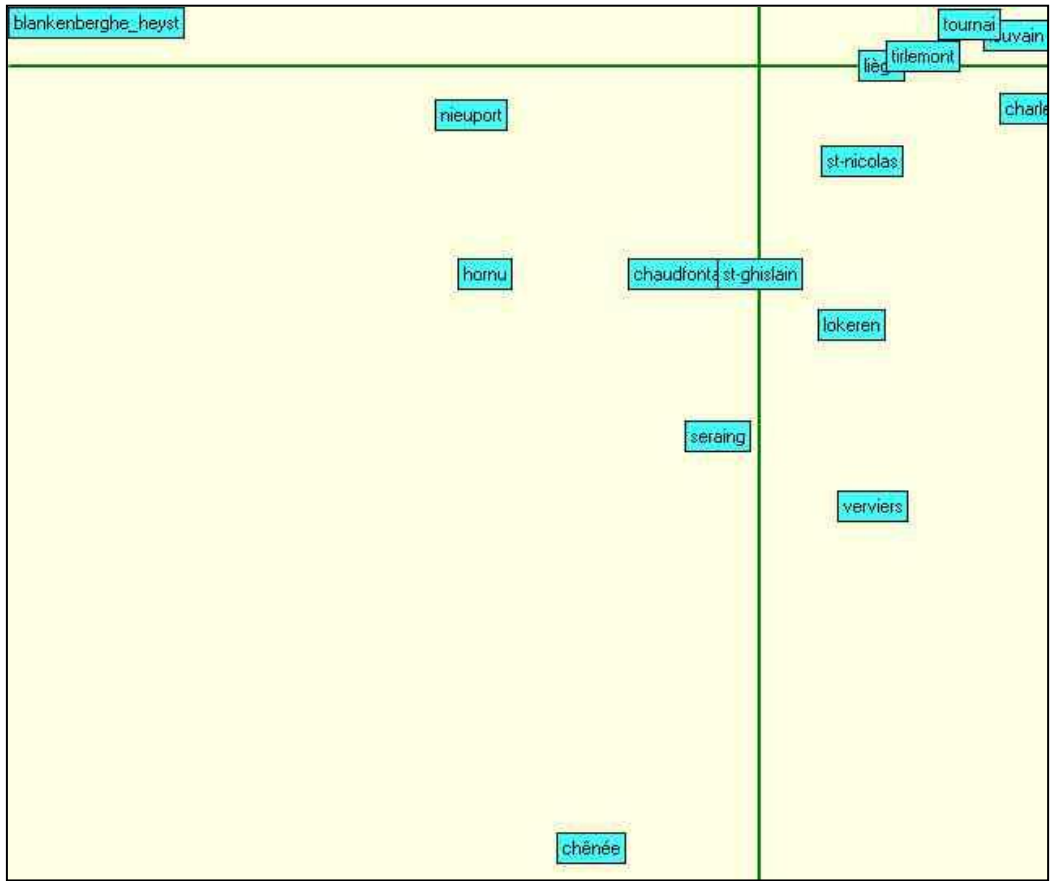 blankenberghe_heyst
tournai
tirlemont
nieuport
st-nicolas
hornu
st-ghislain
lokeren
seraing
verviers
chênée